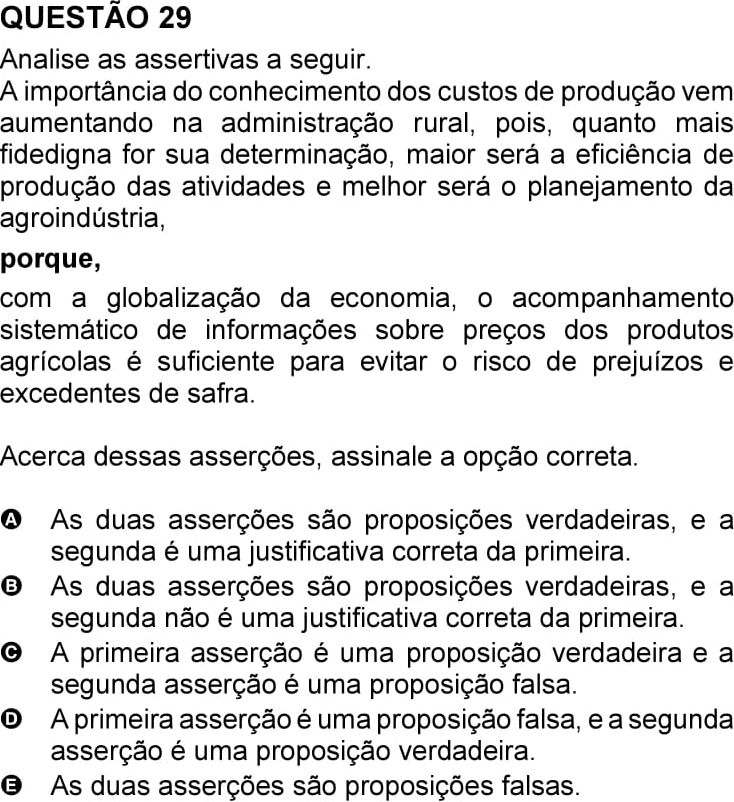 QUESTÃO 29
Analise as assertivas a seguir.
A importância do conhecimento dos custos de produção vem
aumentando na administração rural, pois, quanto mais
fidedigna for sua determinação, maior será a eficiência de
produção das atividades e melhor será o planejamento da
agroindústria,
porque,
com a globalização da economia, o acompanhamento
sistemático de informações sobre preços dos produtos
agrícolas é suficiente para evitar o risco de prejuízos e
excedentes de safra.
Acerca dessas asserções, assinale a opção correta.
A As duas asserções são proposições verdadeiras, e a
segunda é uma justificativa correta da primeira.
B As duas asserções são proposições verdadeiras, e a
segunda não é uma justificativa correta da primeira.
C A primeira asserção é uma proposição verdadeira e a
segunda asserção é uma proposição falsa.
D A primeira asserção é uma proposição falsa, e a segunda
asserção é uma proposição verdadeira.
E As duas asserções são proposições falsas.